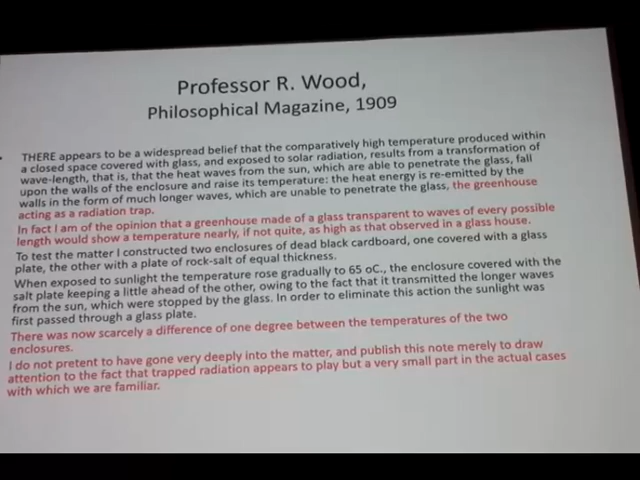 Professor R. Wood,
Philosophical Magazine, 1909
THERE appears to be a widespread belief that the comparatively high temperature produced within
a closed space covered with glass, and exposed to solar radiation, results from a transformation of
wave-length, that is, that the heat waves from the sun, which are able to penetrate the glass, fall
upon the walls of the enclosure and raise its temperature: the heat energy is re-emitted by the
walls in the form of much longer waves, which are unable to penetrate the glass, the greenhouse
acting as a radiation trap.
In fact I am of the opinion that a greenhouse made of a glass transparent to waves of every possible
length would show a temperature nearly, if not quite, as high as that observed in a glass house.
To test the matter I constructed two enclosures of dead black cardboard, one covered with a glass
plate, the other with a plate of rock-salt of equal thickness.
When exposed to sunlight the temperature rose gradually to 65 oC., the enclosure covered with the
salt plate keeping a little ahead of the other, owing to the fact that it transmitted the longer waves
from the sun, which were stopped by the glass. In order to eliminate this action the sunlight was
first passed through a glass plate.
There was now scarcely a difference of one degree between the temperatures of the two
enclosures.
I do not pretent to have gone very deeply into the matter, and publish this note merely to draw
attention to the fact that trapped radiation appears to play but a very small part in the actual cases
with which we are familiar.